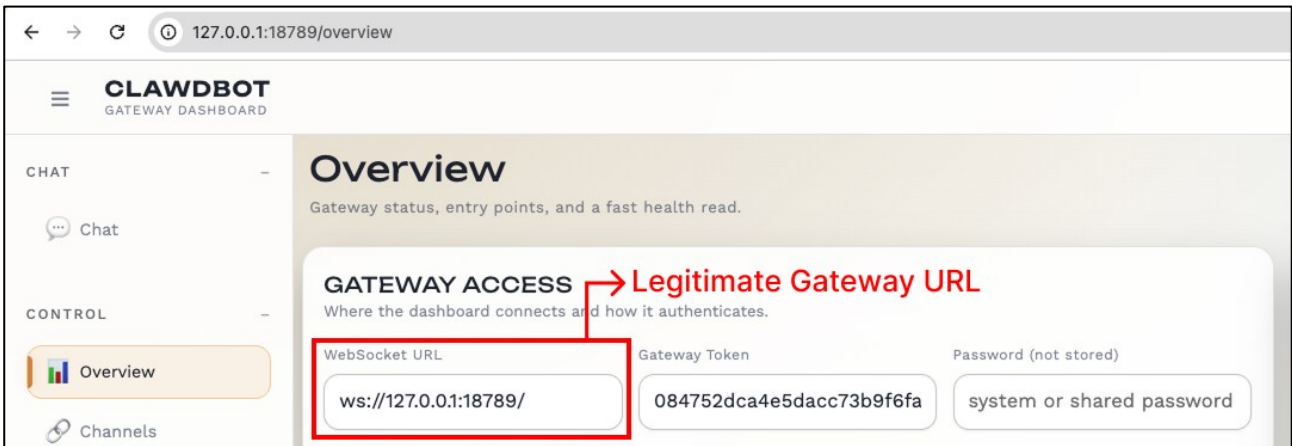 127.0.0.1:18789/overview
CLAWDBOT
GATEWAY DASHBOARD
CHAT –
Chat
CONTROL –
Overview
Channels
Overview
Gateway status, entry points, and a fast health read.
GATEWAY ACCESS
Legitimate Gateway URL
Where the dashboard connects and how it authenticates.
WebSocket URL
ws://127.0.0.1:18789/
Gateway Token
084752dca4e5dacc73b9f6fa
Password (not stored)
system or shared password